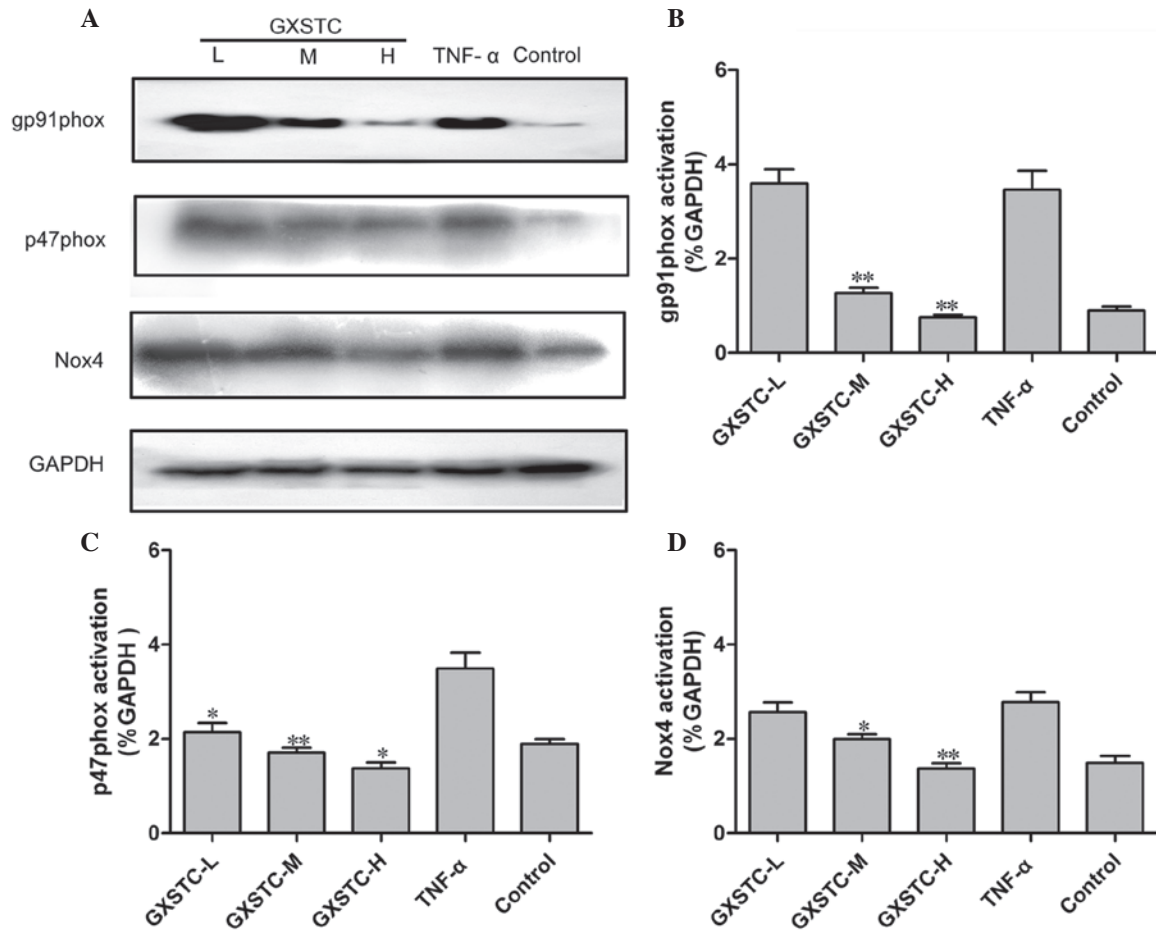 A
GXSTC
L M H TNF- α Control
gp91phox
p47phox
Nox4
GAPDH
B
gp91phox activation
(% GAPDH)
6
4
2
0
**
**
GXSTC-L
GXSTC-M
GXSTC-H
TNF-α
Control
C
p47phox activation
(% GAPDH )
6
4
2
0
*
**
*
GXSTC-L
GXSTC-M
GXSTC-H
TNF-α
Control
D
Nox4 activation
(% GAPDH)
6
4
2
0
*
**
GXSTC-L
GXSTC-M
GXSTC-H
TNF-α
Control